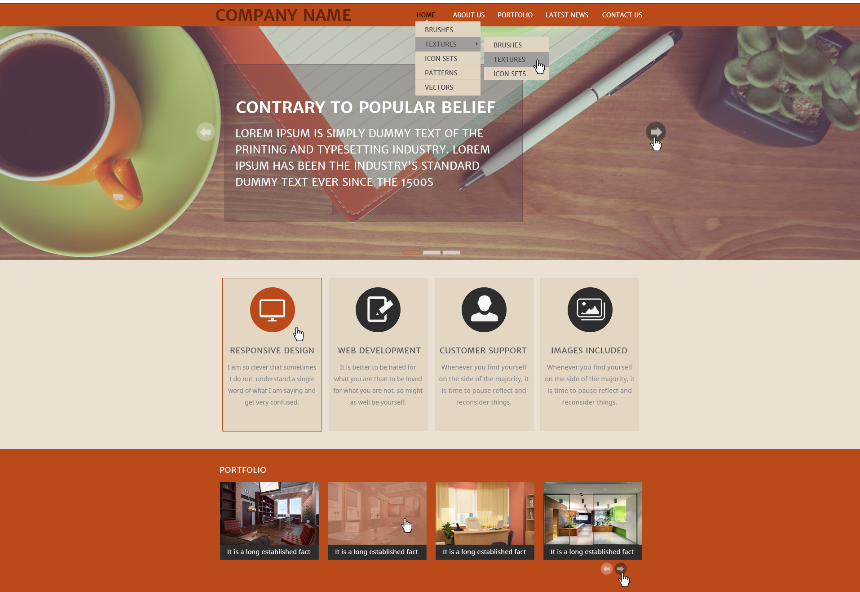 COMPANY NAME
HOME ABOUT US PORTFOLIO LATEST NEWS CONTACT US
BRUSHES
TEXTURES
ICON SETS
PATTERNS
VECTORS
BRUSHES
TEXTURES
ICON SETS
CONTRARY TO POPULAR BELIEF
LOREM IPSUM IS SIMPLY DUMMY TEXT OF THE
PRINTING AND TYPESETTING INDUSTRY. LOREM
IPSUM HAS BEEN THE INDUSTRY'S STANDARD
DUMMY TEXT EVER SINCE THE 1500S
RESPONSIVE DESIGN
I am so clever that sometimes
I do not understand a single
word of what I am saying and
get very confused.
WEB DEVELOPMENT
It is better to be hated for
what you are than to be loved
for what you are not, so might
as well be yourself.
CUSTOMER SUPPORT
Whenever you find yourself
on the side of the majority, it
is time to pause reflect and
reconsider things.
IMAGES INCLUDED
Whenever you find yourself
on the side of the majority, it
is time to pause reflect and
reconsider things.
PORTFOLIO
It is a long established fact
It is a long established fact
It is a long established fact
It is a long established fact